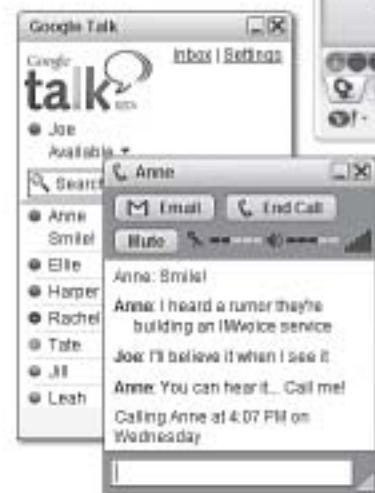 Google Talk
Inbox | Settings
Google
talk
BETA
Joe
Available
Search
Anne
Smile!
Ellie
Harper
Rachel
Tate
Jill
Leah
Anne
Email
End Call
Mute
Anne: Smile!
Anne: I heard a rumor they're
building an IM/voice service
Joe: I'll believe it when I see it
Anne: You can hear it... Call me!
Calling Anne at 4:07 PM on
Wednesday